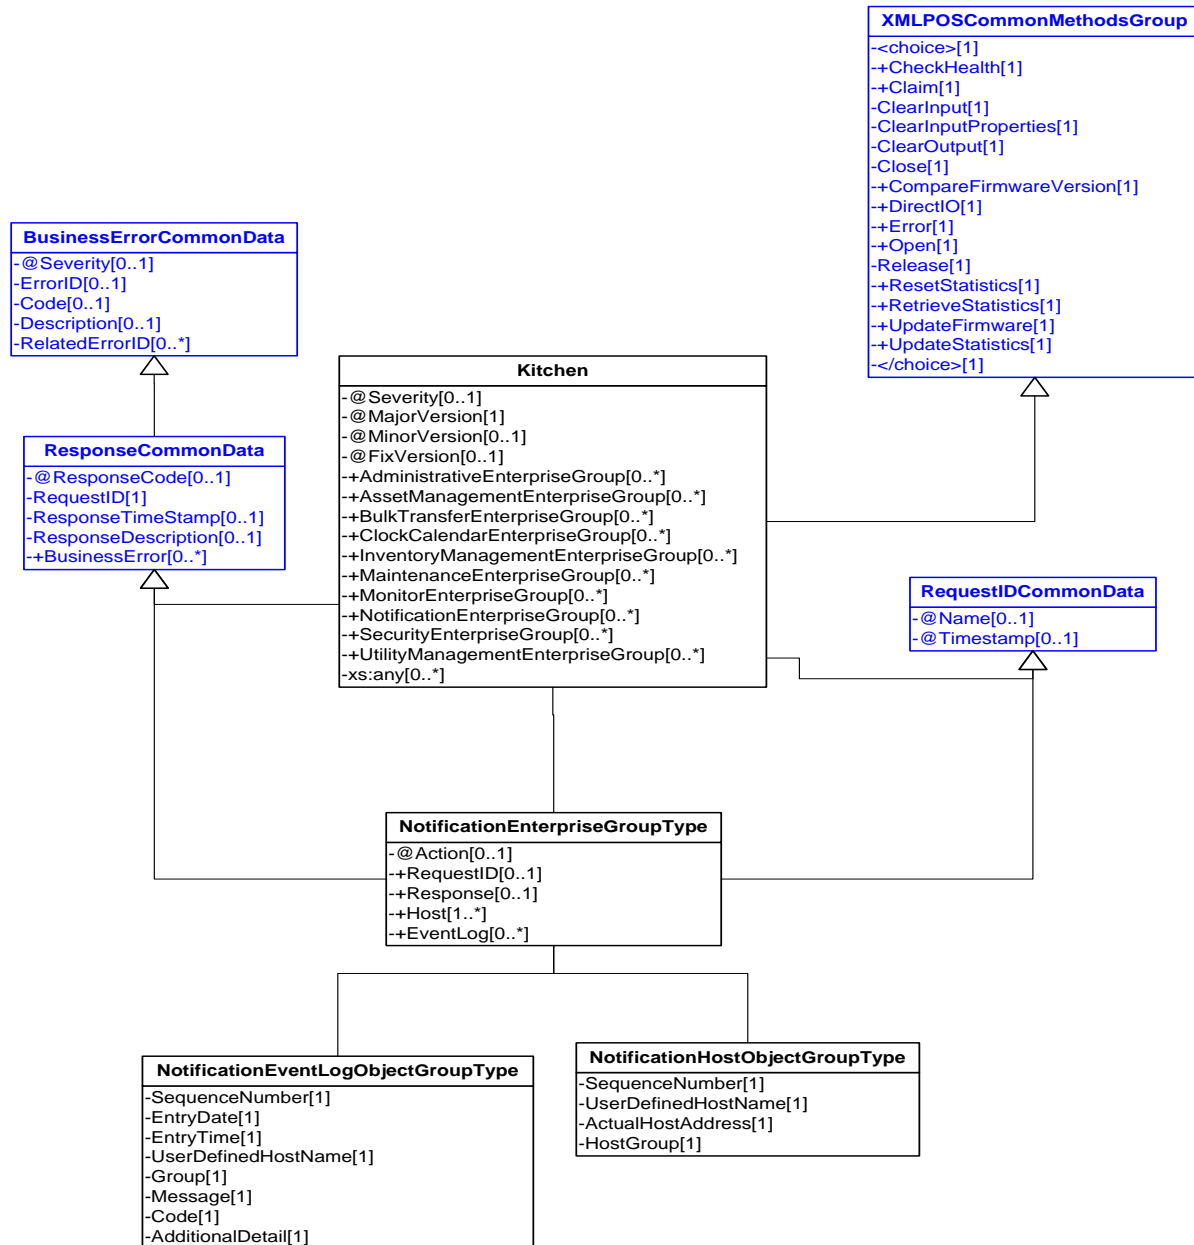 XMLPOSCommonMethodsGroup
-<choice>[1]
-+CheckHealth[1]
-+Claim[1]
-ClearInput[1]
-ClearInputProperties[1]
-ClearOutput[1]
-Close[1]
-+CompareFirmwareVersion[1]
-+DirectIO[1]
-+Error[1]
-+Open[1]
-Release[1]
-+ResetStatistics[1]
-+RetrieveStatistics[1]
-+UpdateFirmware[1]
-+UpdateStatistics[1]
-</choice>[1]
BusinessErrorCommonData
-@Severity[0..1]
-ErrorID[0..1]
-Code[0..1]
-Description[0..1]
-RelatedErrorID[0..*]
Kitchen
-@Severity[0..1]
-@MajorVersion[1]
-@MinorVersion[0..1]
-@FixVersion[0..1]
-+AdministrativeEnterpriseGroup[0..*]
-+AssetManagementEnterpriseGroup[0..*]
-+BulkTransferEnterpriseGroup[0..*]
-+ClockCalendarEnterpriseGroup[0..*]
-+InventoryManagementEnterpriseGroup[0..*]
-+MaintenanceEnterpriseGroup[0..*]
-+MonitorEnterpriseGroup[0..*]
-+NotificationEnterpriseGroup[0..*]
-+SecurityEnterpriseGroup[0..*]
-+UtilityManagementEnterpriseGroup[0..*]
-xs:any[0..*]
ResponseCommonData
-@ResponseCode[0..1]
-RequestID[1]
-ResponseTimeStamp[0..1]
-ResponseDescription[0..1]
-+BusinessError[0..*]
RequestIDCommonData
-@Name[0..1]
-@Timestamp[0..1]
NotificationEnterpriseGroupType
-@Action[0..1]
-+RequestID[0..1]
-+Response[0..1]
-+Host[1..*]
-+EventLog[0..*]
NotificationEventLogObjectGroupType
-SequenceNumber[1]
-EntryDate[1]
-EntryTime[1]
-UserDefinedHostName[1]
-Group[1]
-Message[1]
-Code[1]
-AdditionalDetail[1]
NotificationHostObjectGroupType
-SequenceNumber[1]
-UserDefinedHostName[1]
-ActualHostAddress[1]
-HostGroup[1]